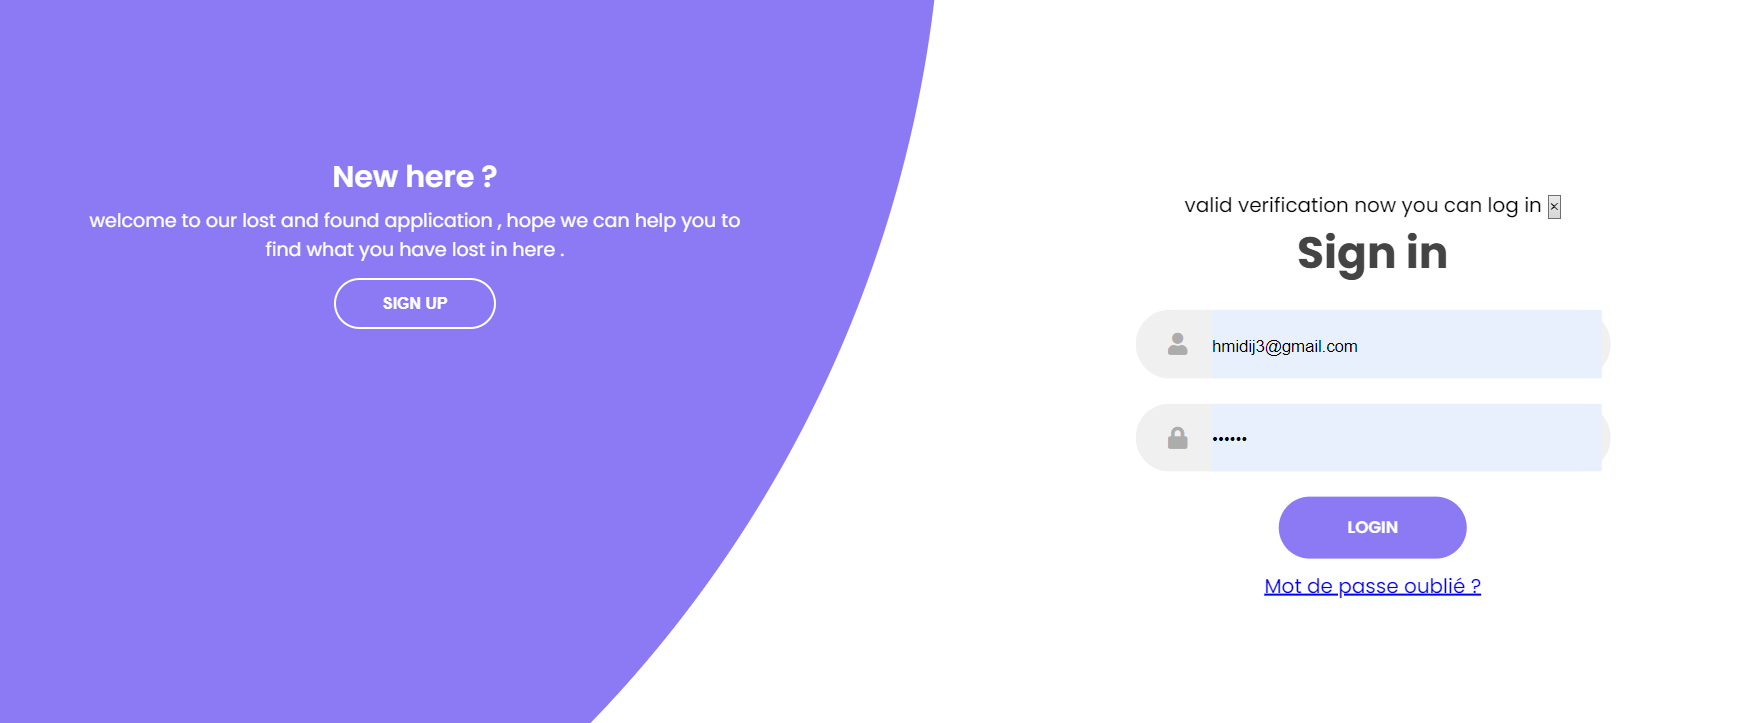 New here ?
welcome to our lost and found application , hope we can help you to
find what you have lost in here .
SIGN UP
valid verification now you can log in ×
Sign in
hmidij3@gmail.com
••••••
LOGIN
Mot de passe oublié ?